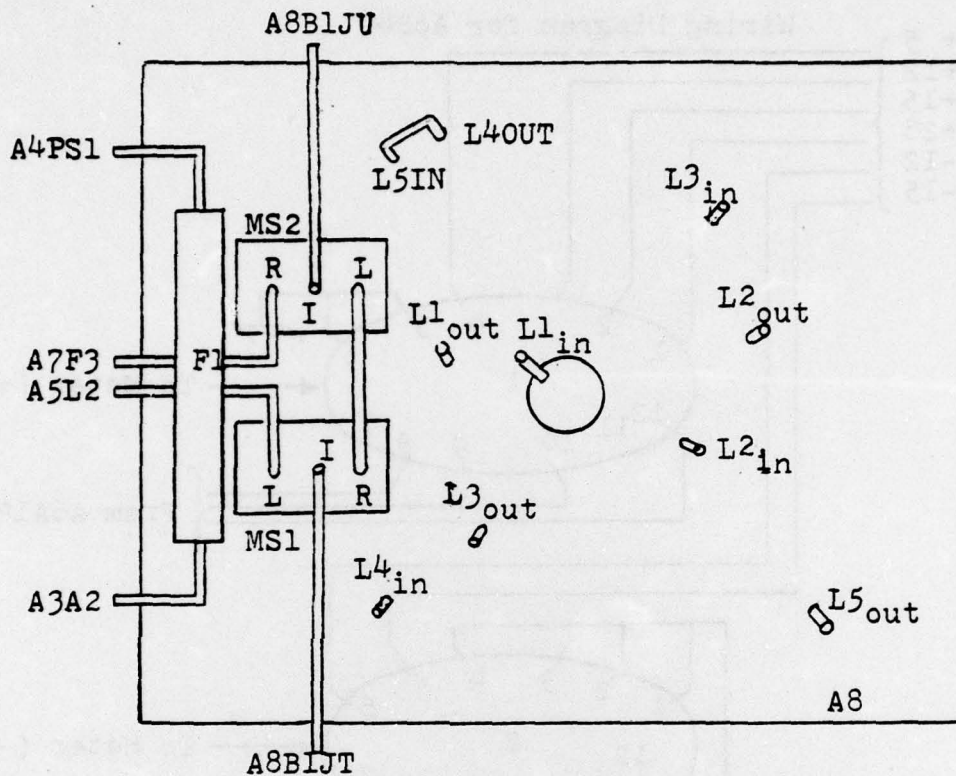 A8B1JU
A4PS1
L4OUT
L5IN
L3in
MS2
R L
I
L2out
L1out
L1in
A7F3
F1
A5L2
I
L2in
L R
L3out
MS1
L4in
A3A2
L5out
A8
A8B1JT